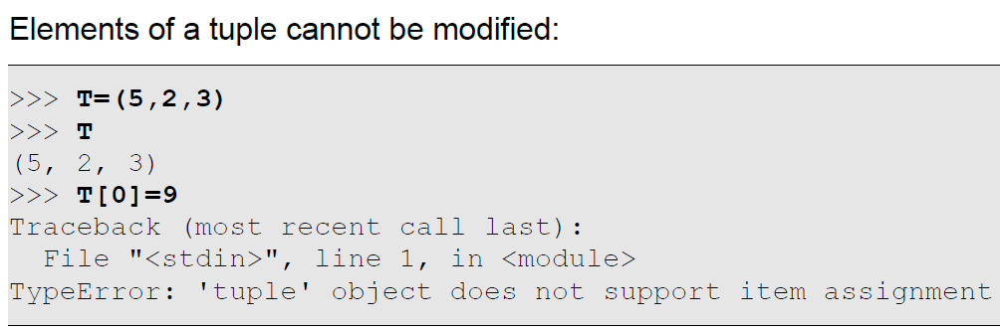 Elements of a tuple cannot be modified:
>>> T=(5,2,3)
>>> T
(5, 2, 3)
>>> T[0]=9
Traceback (most recent call last):
  File "<stdin>", line 1, in <module>
TypeError: 'tuple' object does not support item assignment